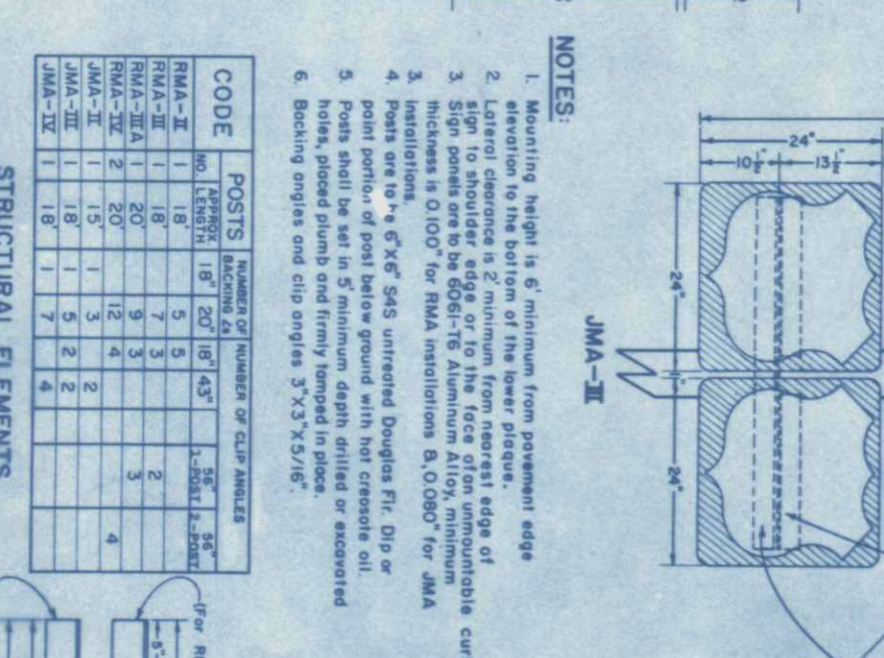 24"
10½"
13½"
24"
1"
24"
JMA-III
NOTES:
1. Mounting height is 6' minimum from pavement edge
elevation to the bottom of the lower plaque.
2. Lateral clearance is 2' minimum from nearest edge of
sign to shoulder edge or to the face of an unmountable cur
3. Sign panels are to be 6061-T6 Aluminum Alloy, minimum
thickness is 0.100" for RMA installations &, 0.080" for JMA
3. installations.
4. Posts are to be 6"X6" S4S untreated Douglas Fir. Dip or
paint portion of post below ground with hot creosote oil.
5. Posts shall be set in 5' minimum depth drilled or excavated
holes, placed plumb and firmly tamped in place.
6. Backing angles and clip angles 3"X3"X5/16".
CODE POSTS NUMBER OF BACKING ∠s NUMBER OF CLIP ANGLES
NO. APPROX LENGTH 18" 20" 18" 43" 56" 1-POST 56" 2-POST
RMA-II 1 18' 5 5
RMA-III 1 18' 7 3 2
RMA-IIIA 1 20' 9 3 3
RMA-IV 2 20' 12 4 4
JMA-II 1 15' 1 3 2
JMA-III 1 18' 1 5 2 2
JMA-IV 1 18' 1 7 4
STRUCTURAL ELEMENTS
(For R
5"